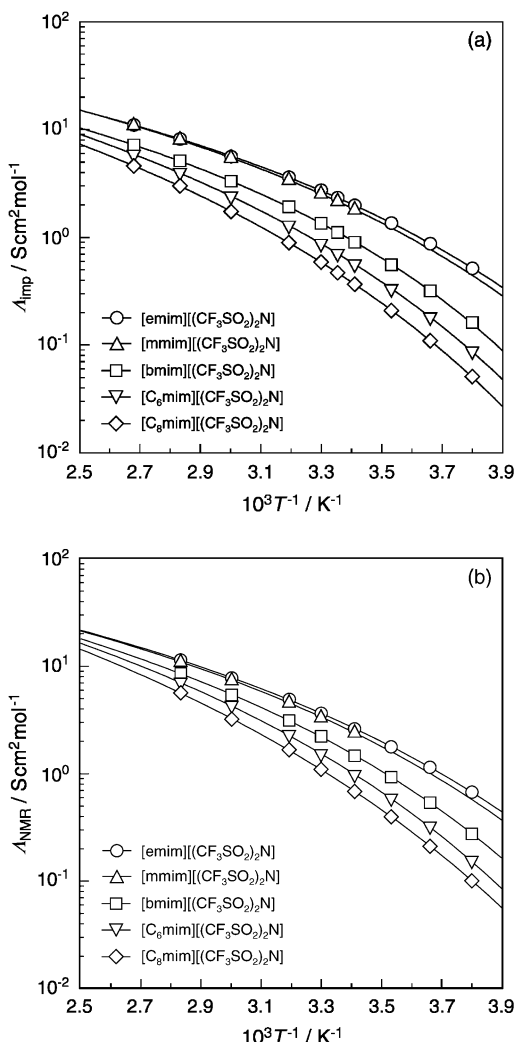 (a)
10²
10¹
10⁰
10⁻¹
10⁻²
Λimp / Scm²mol⁻¹
[emim][(CF₃SO₂)₂N]
[mmim][(CF₃SO₂)₂N]
[bmim][(CF₃SO₂)₂N]
[C₆mim][(CF₃SO₂)₂N]
[C₈mim][(CF₃SO₂)₂N]
2.5 2.7 2.9 3.1 3.3 3.5 3.7 3.9
10³T⁻¹ / K⁻¹
(b)
10²
10¹
10⁰
10⁻¹
10⁻²
Λ_NMR / Scm²mol⁻¹
[emim][(CF₃SO₂)₂N]
[mmim][(CF₃SO₂)₂N]
[bmim][(CF₃SO₂)₂N]
[C₆mim][(CF₃SO₂)₂N]
[C₈mim][(CF₃SO₂)₂N]
2.5 2.7 2.9 3.1 3.3 3.5 3.7 3.9
10³T⁻¹ / K⁻¹